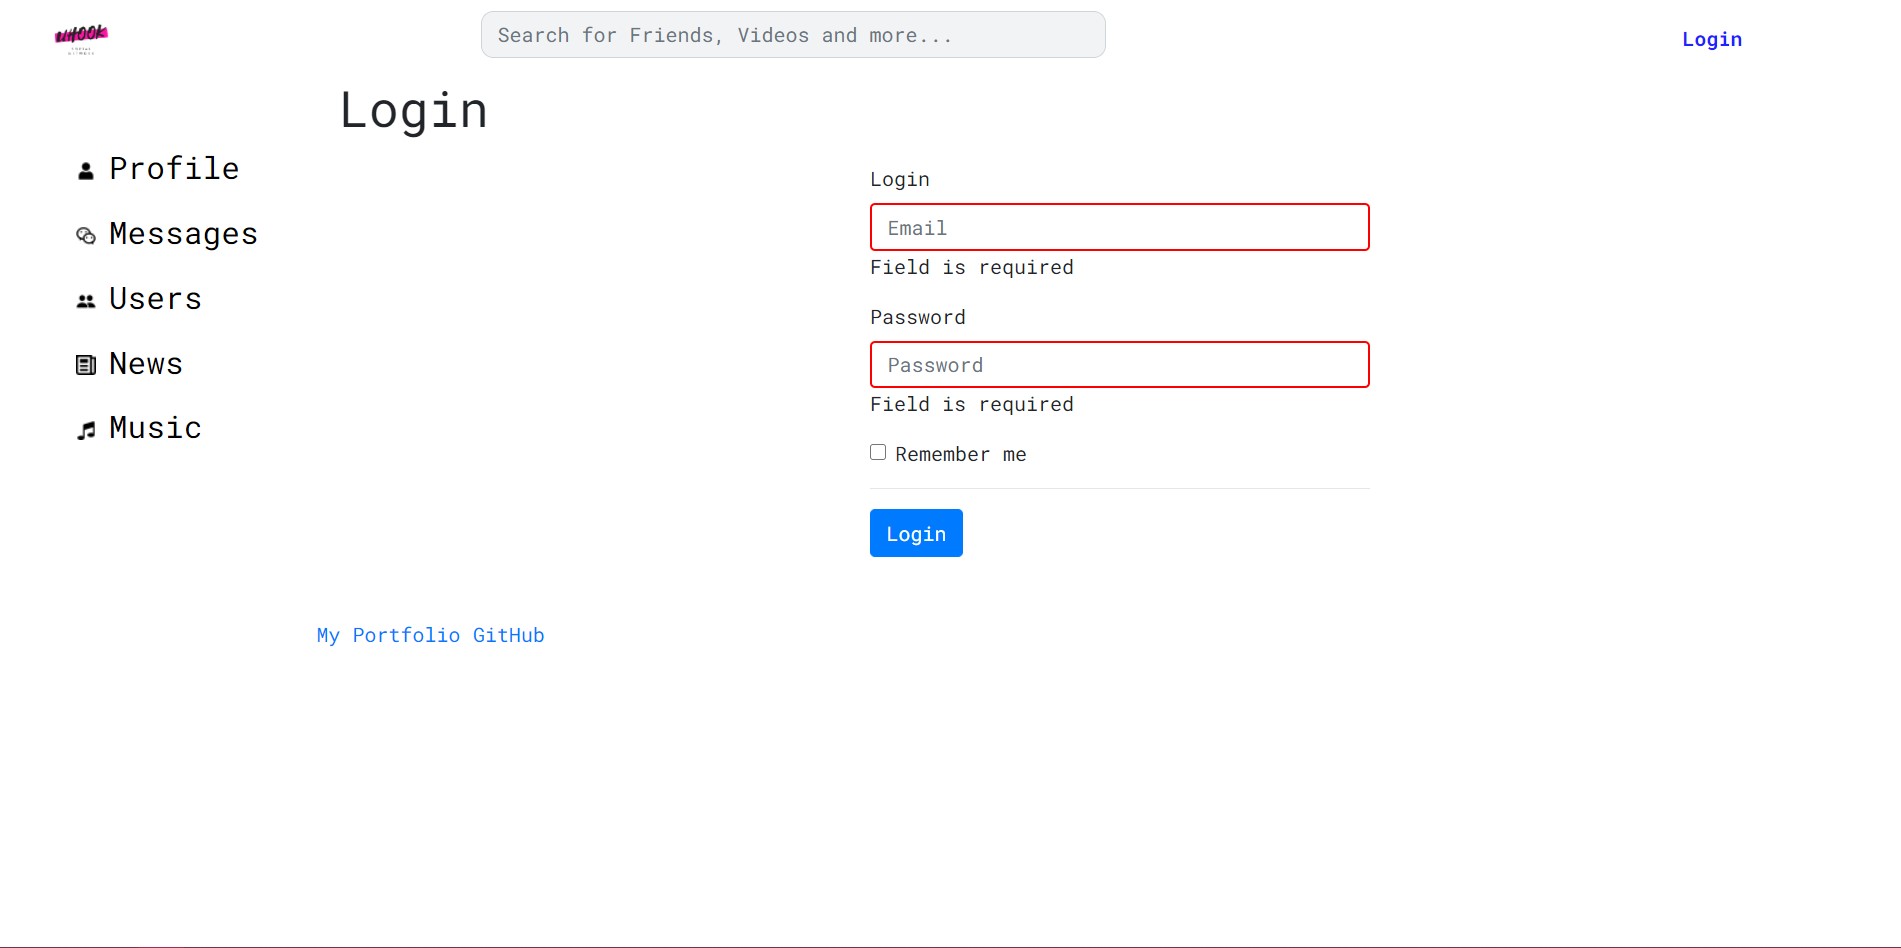 WHOOK
Search for Friends, Videos and more...
Login
Login
Profile
Messages
Users
News
Music
Login
Email
Field is required
Password
Password
Field is required
Remember me
Login
My Portfolio GitHub